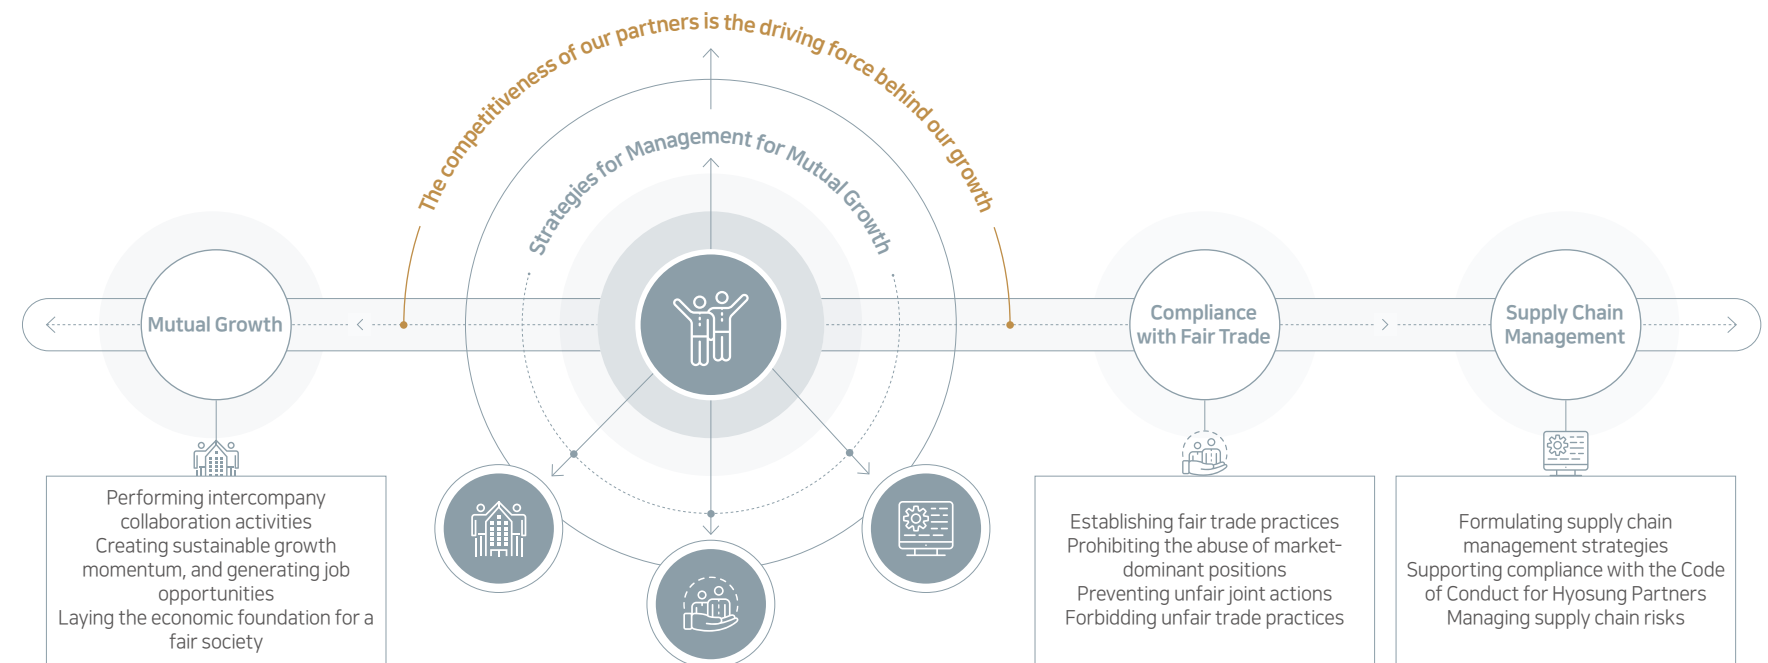 The competitiveness of our partners is the driving force behind our growth
Strategies for Management for Mutual Growth
Mutual Growth
Performing intercompany
collaboration activities
Creating sustainable growth
momentum, and generating job
opportunities
Laying the economic foundation for a
fair society
Compliance
with Fair Trade
Establishing fair trade practices
Prohibiting the abuse of market-
dominant positions
Preventing unfair joint actions
Forbidding unfair trade practices
Supply Chain
Management
Formulating supply chain
management strategies
Supporting compliance with the Code
of Conduct for Hyosung Partners
Managing supply chain risks